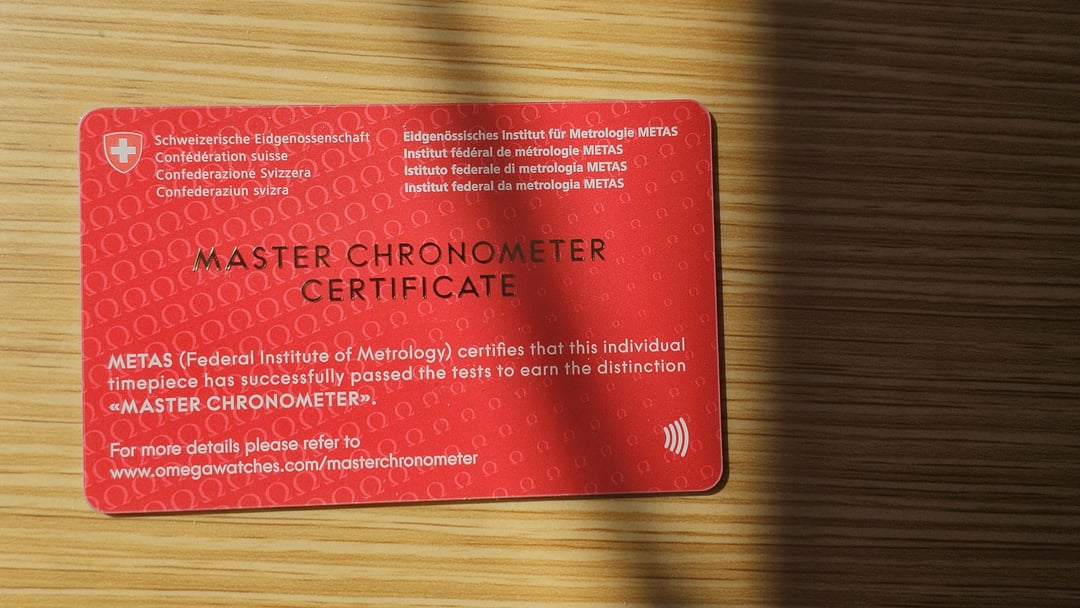 Schweizerische Eidgenossenschaft
Confédération suisse
Confederazione Svizzera
Confederaziun svizra
Eidgenössisches Institut für Metrologie METAS
Institut fédéral de métrologie METAS
Istituto federale di metrologia METAS
Institut federal da metrologia METAS
MASTER CHRONOMETER
CERTIFICATE
METAS (Federal Institute of Metrology) certifies that this individual
timepiece has successfully passed the tests to earn the distinction
«MASTER CHRONOMETER».
For more details please refer to
www.omegawatches.com/masterchronometer